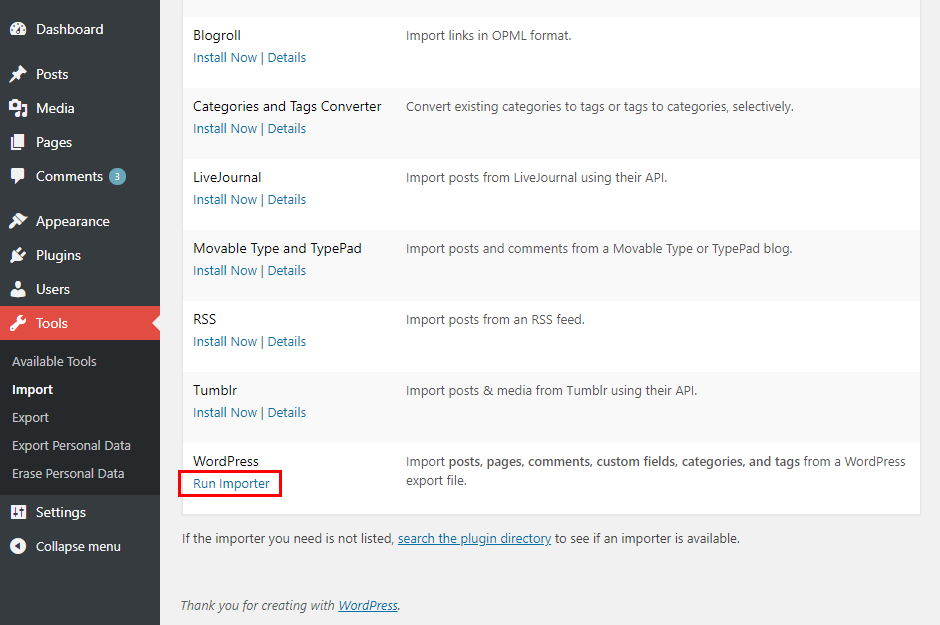 Dashboard
Posts
Media
Pages
Comments 3
Appearance
Plugins
Users
Tools
Available Tools
Import
Export
Export Personal Data
Erase Personal Data
Settings
Collapse menu
Blogroll
Install Now | Details
Import links in OPML format.
Categories and Tags Converter
Install Now | Details
Convert existing categories to tags or tags to categories, selectively.
LiveJournal
Install Now | Details
Import posts from LiveJournal using their API.
Movable Type and TypePad
Install Now | Details
Import posts and comments from a Movable Type or TypePad blog.
RSS
Install Now | Details
Import posts from an RSS feed.
Tumblr
Install Now | Details
Import posts & media from Tumblr using their API.
WordPress
Run Importer
Import posts, pages, comments, custom fields, categories, and tags from a WordPress
export file.
If the importer you need is not listed, search the plugin directory to see if an importer is available.
Thank you for creating with WordPress.